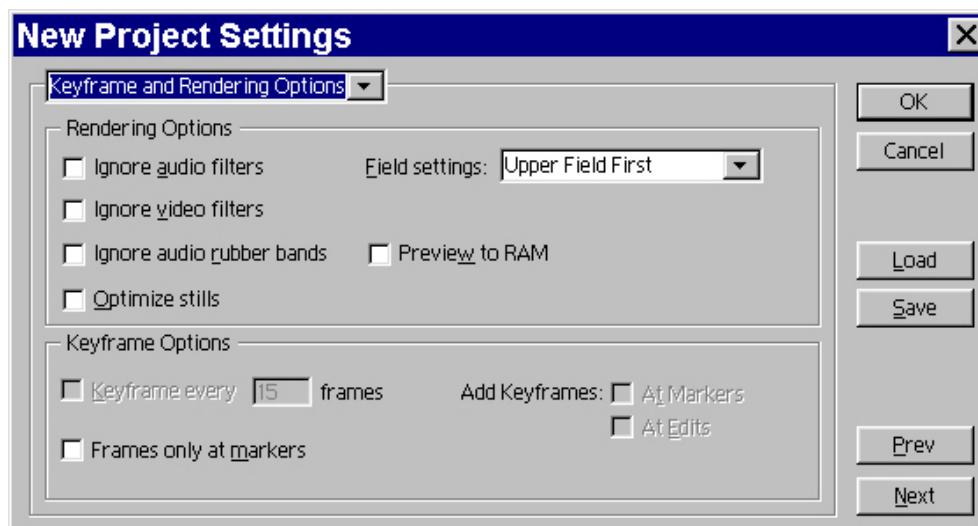 New Project Settings
Keyframe and Rendering Options
OK
Cancel
Rendering Options
Ignore audio filters
Field settings: Upper Field First
Ignore video filters
Ignore audio rubber bands
Preview to RAM
Optimize stills
Load
Save
Keyframe Options
Keyframe every 15 frames
Add Keyframes: At Markers
At Edits
Frames only at markers
Prev
Next